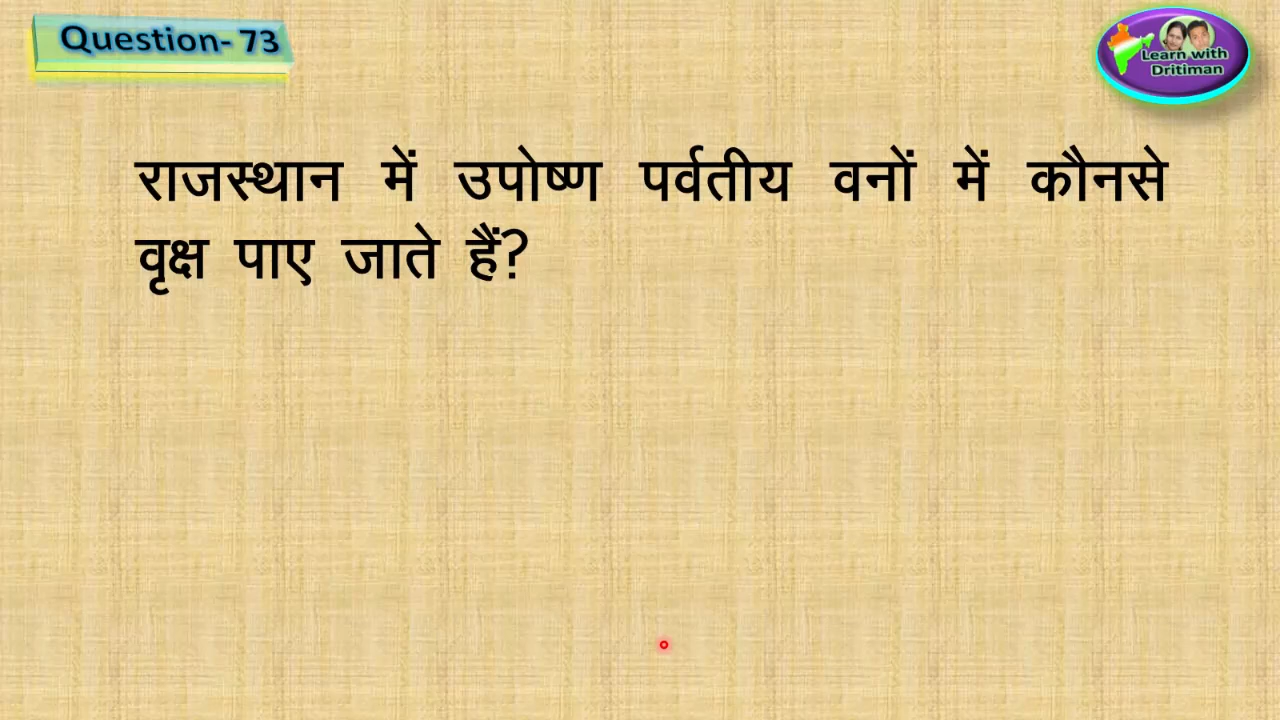 Question- 73
Learn with
Dritiman
राजस्थान में उपोष्ण पर्वतीय वनों में कौनसे
वृक्ष पाए जाते हैं?